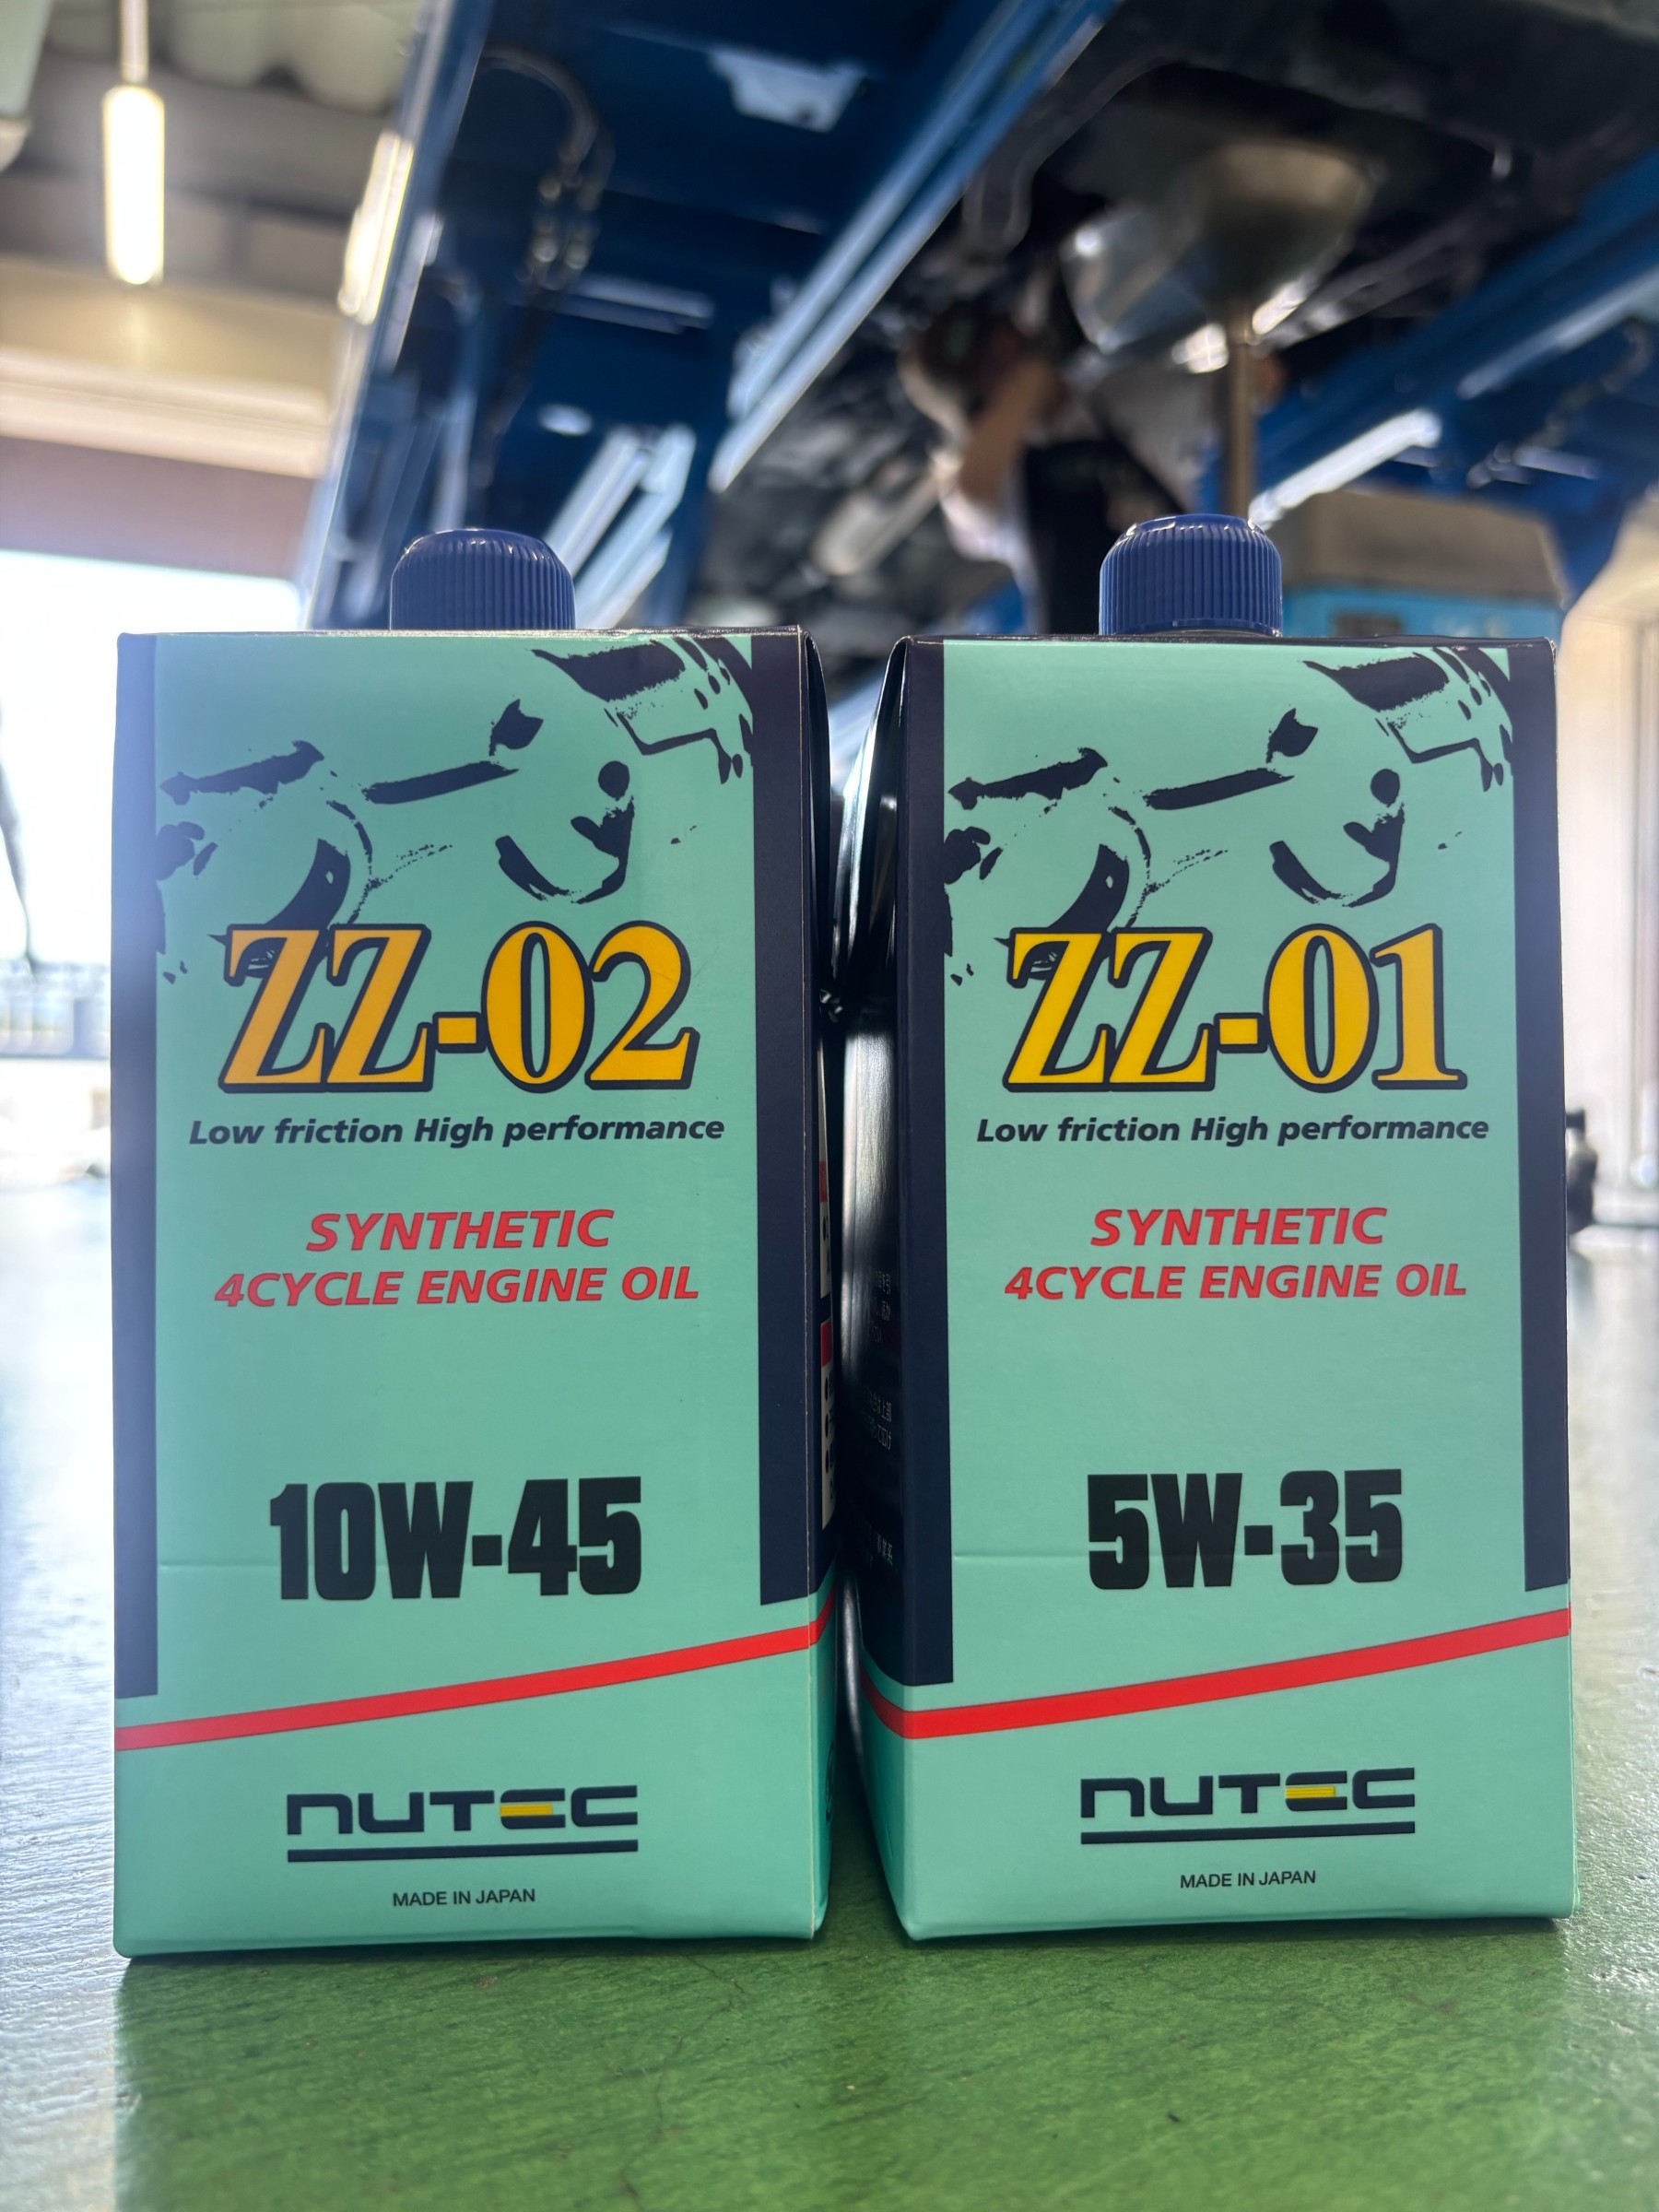 ZZ-02
Low friction High performance
SYNTHETIC
4CYCLE ENGINE OIL
10W-45
NUTEC
MADE IN JAPAN
ZZ-01
Low friction High performance
SYNTHETIC
4CYCLE ENGINE OIL
5W-35
NUTEC
MADE IN JAPAN